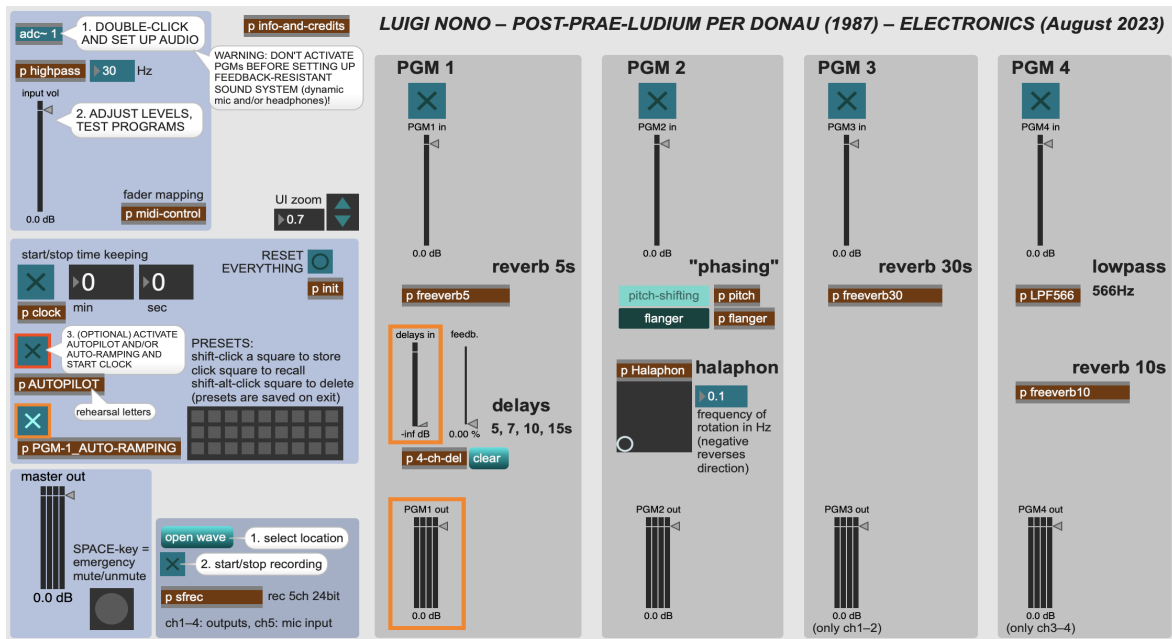 LUIGI NONO – POST-PRAE-LUDIUM PER DONAU (1987) – ELECTRONICS (August 2023)
adc~ 1
1. DOUBLE-CLICK
AND SET UP AUDIO
p info-and-credits
WARNING: DON'T ACTIVATE
PGMs BEFORE SETTING UP
FEEDBACK-RESISTANT
SOUND SYSTEM (dynamic
mic and/or headphones)!
p highpass
30
Hz
input vol
2. ADJUST LEVELS,
TEST PROGRAMS
0.0 dB
fader mapping
p midi-control
UI zoom
0.7
start/stop time keeping
0
0
min
sec
p clock
RESET
EVERYTHING
p init
3. (OPTIONAL) ACTIVATE
AUTOPILOT AND/OR
AUTO-RAMPING AND
START CLOCK
p AUTOPILOT
rehearsal letters
p PGM-1_AUTO-RAMPING
PRESETS:
shift-click a square to store
click square to recall
shift-alt-click square to delete
(presets are saved on exit)
master out
0.0 dB
SPACE-key =
emergency
mute/unmute
open wave
1. select location
2. start/stop recording
p sfrec
rec 5ch 24bit
ch1–4: outputs, ch5: mic input
PGM 1
PGM1 in
0.0 dB
reverb 5s
p freeverb5
delays in
feedb.
-inf dB
0.00 %
delays
5, 7, 10, 15s
p 4-ch-del
clear
PGM1 out
0.0 dB
PGM 2
PGM2 in
0.0 dB
"phasing"
pitch-shifting
p pitch
flanger
p flanger
p Halaphon
halaphon
0.1
frequency of
rotation in Hz
(negative
reverses
direction)
PGM2 out
0.0 dB
PGM 3
PGM3 in
0.0 dB
reverb 30s
p freeverb30
PGM3 out
0.0 dB
(only ch1–2)
PGM 4
PGM4 in
0.0 dB
lowpass
p LPF566
566Hz
reverb 10s
p freeverb10
PGM4 out
0.0 dB
(only ch3–4)